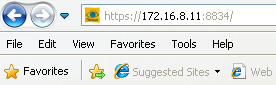 https://172.16.8.11:8834/
File Edit View Favorites Tools Help
Favorites Suggested Sites Web